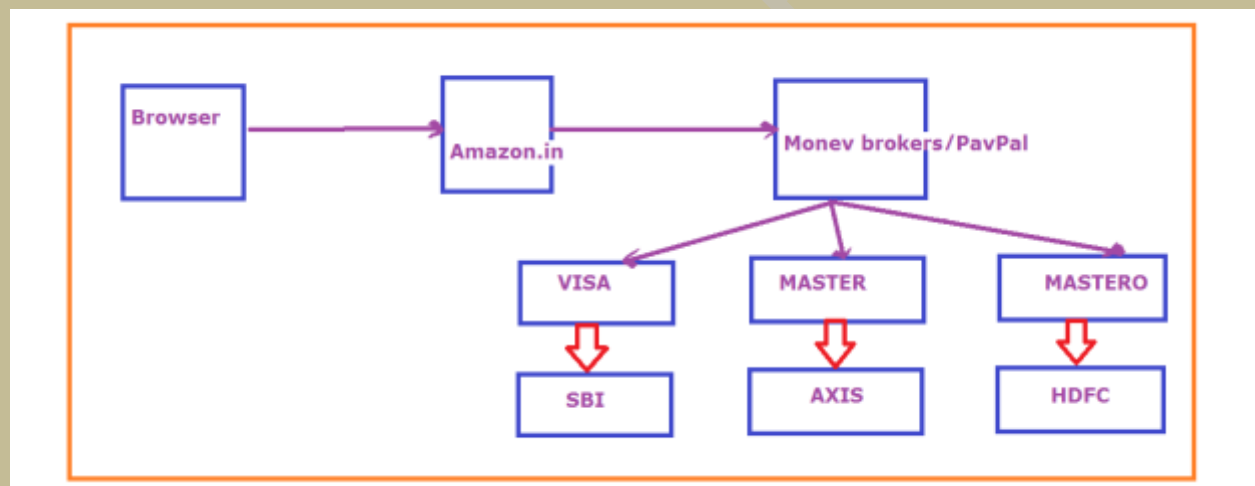 Browser
Amazon.in
Monev brokers/PavPal
VISA
MASTER
MASTERO
SBI
AXIS
HDFC